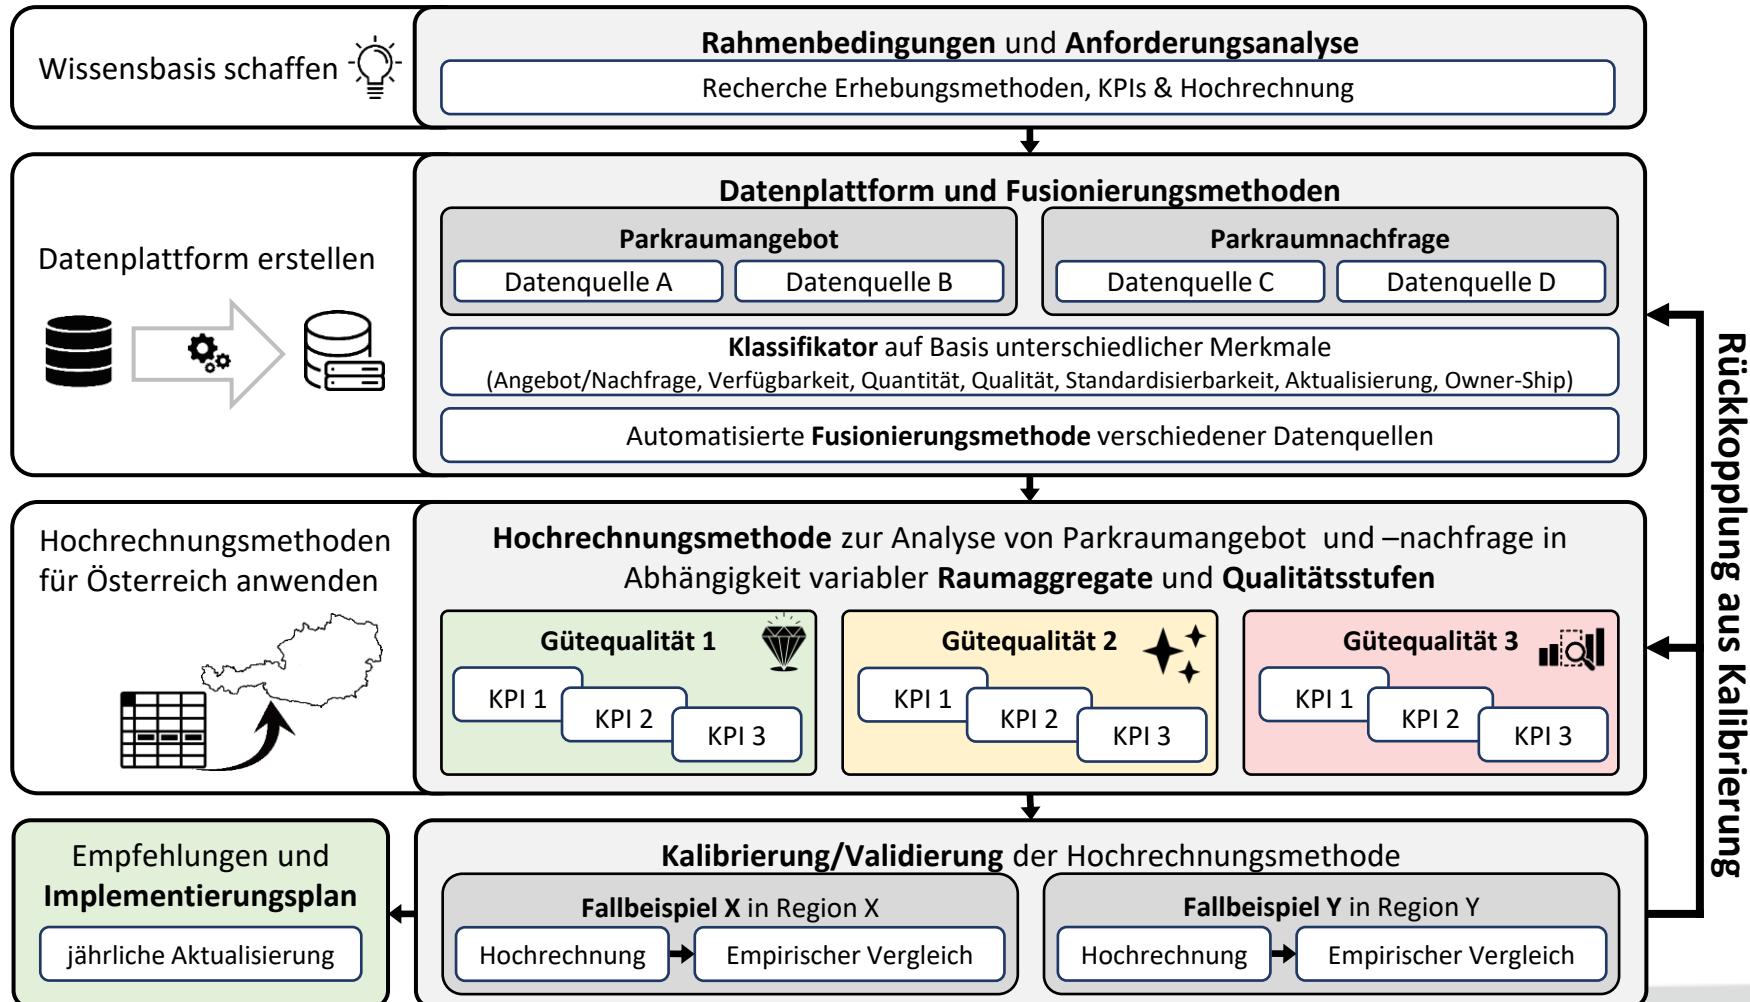 Wissensbasis schaffen
Rahmenbedingungen und Anforderungsanalyse
Recherche Erhebungsmethoden, KPIs & Hochrechnung
Datenplattform erstellen
Datenplattform und Fusionierungsmethoden
Parkraumangebot
Datenquelle A
Datenquelle B
Parkraumnachfrage
Datenquelle C
Datenquelle D
Klassifikator auf Basis unterschiedlicher Merkmale
(Angebot/Nachfrage, Verfügbarkeit, Quantität, Qualität, Standardisierbarkeit, Aktualisierung, Owner-Ship)
Automatisierte Fusionierungsmethode verschiedener Datenquellen
Hochrechnungsmethoden
für Österreich anwenden
Hochrechnungsmethode zur Analyse von Parkraumangebot und –nachfrage in
Abhängigkeit variabler Raumaggregate und Qualitätsstufen
Gütequalität 1
KPI 1
KPI 2
KPI 3
Gütequalität 2
KPI 1
KPI 2
KPI 3
Gütequalität 3
KPI 1
KPI 2
KPI 3
Kalibrierung/Validierung der Hochrechnungsmethode
Fallbeispiel X in Region X
Hochrechnung
Empirischer Vergleich
Fallbeispiel Y in Region Y
Hochrechnung
Empirischer Vergleich
Empfehlungen und
Implementierungsplan
jährliche Aktualisierung
Rückkopplung aus Kalibrierung